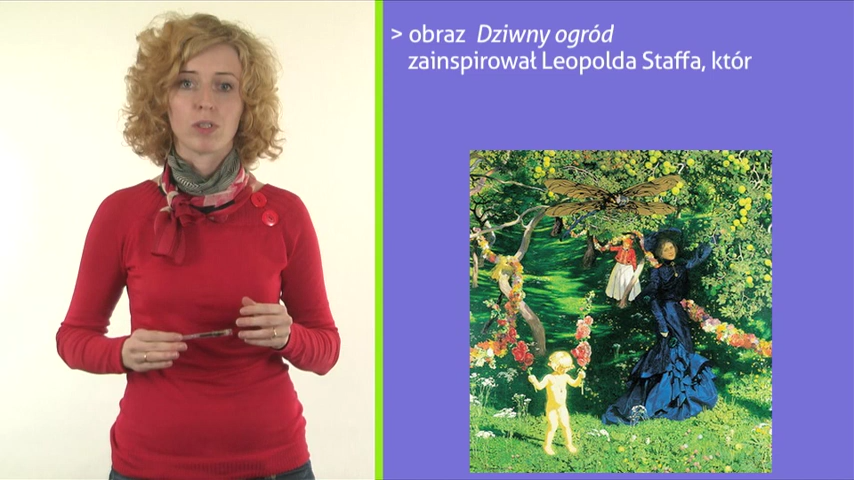 > obraz Dziwny ogród
zainspirował Leopolda Staffa, któr